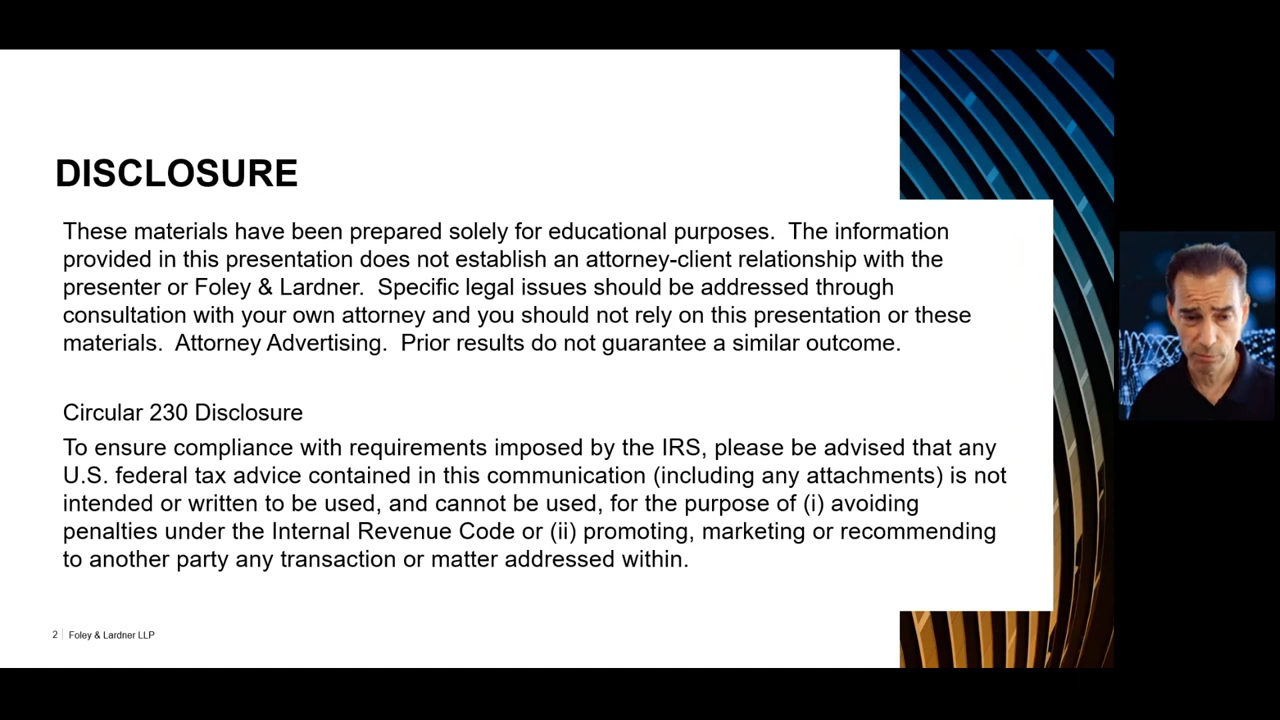 DISCLOSURE
These materials have been prepared solely for educational purposes.  The information
provided in this presentation does not establish an attorney-client relationship with the
presenter or Foley & Lardner.  Specific legal issues should be addressed through
consultation with your own attorney and you should not rely on this presentation or these
materials.  Attorney Advertising.  Prior results do not guarantee a similar outcome.
Circular 230 Disclosure
To ensure compliance with requirements imposed by the IRS, please be advised that any
U.S. federal tax advice contained in this communication (including any attachments) is not
intended or written to be used, and cannot be used, for the purpose of (i) avoiding
penalties under the Internal Revenue Code or (ii) promoting, marketing or recommending
to another party any transaction or matter addressed within.
2 | Foley & Lardner LLP